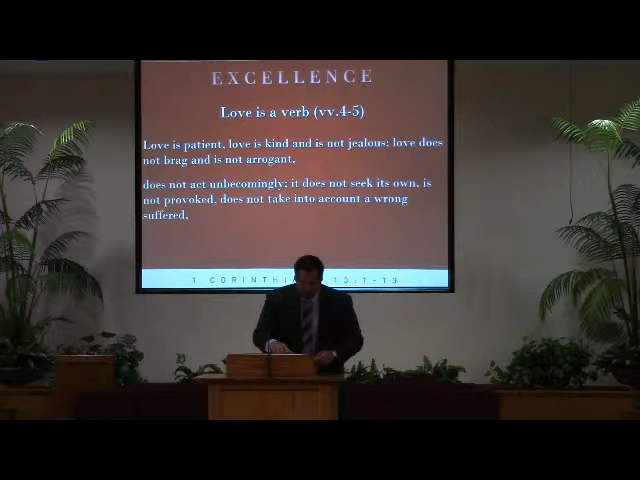 EXCELLENCE
Love is a verb (vv.4-5)
Love is patient, love is kind and is not jealous; love does
not brag and is not arrogant,
does not act unbecomingly; it does not seek its own, is
not provoked, does not take into account a wrong
suffered,
1 CORINTHI 13:1-13